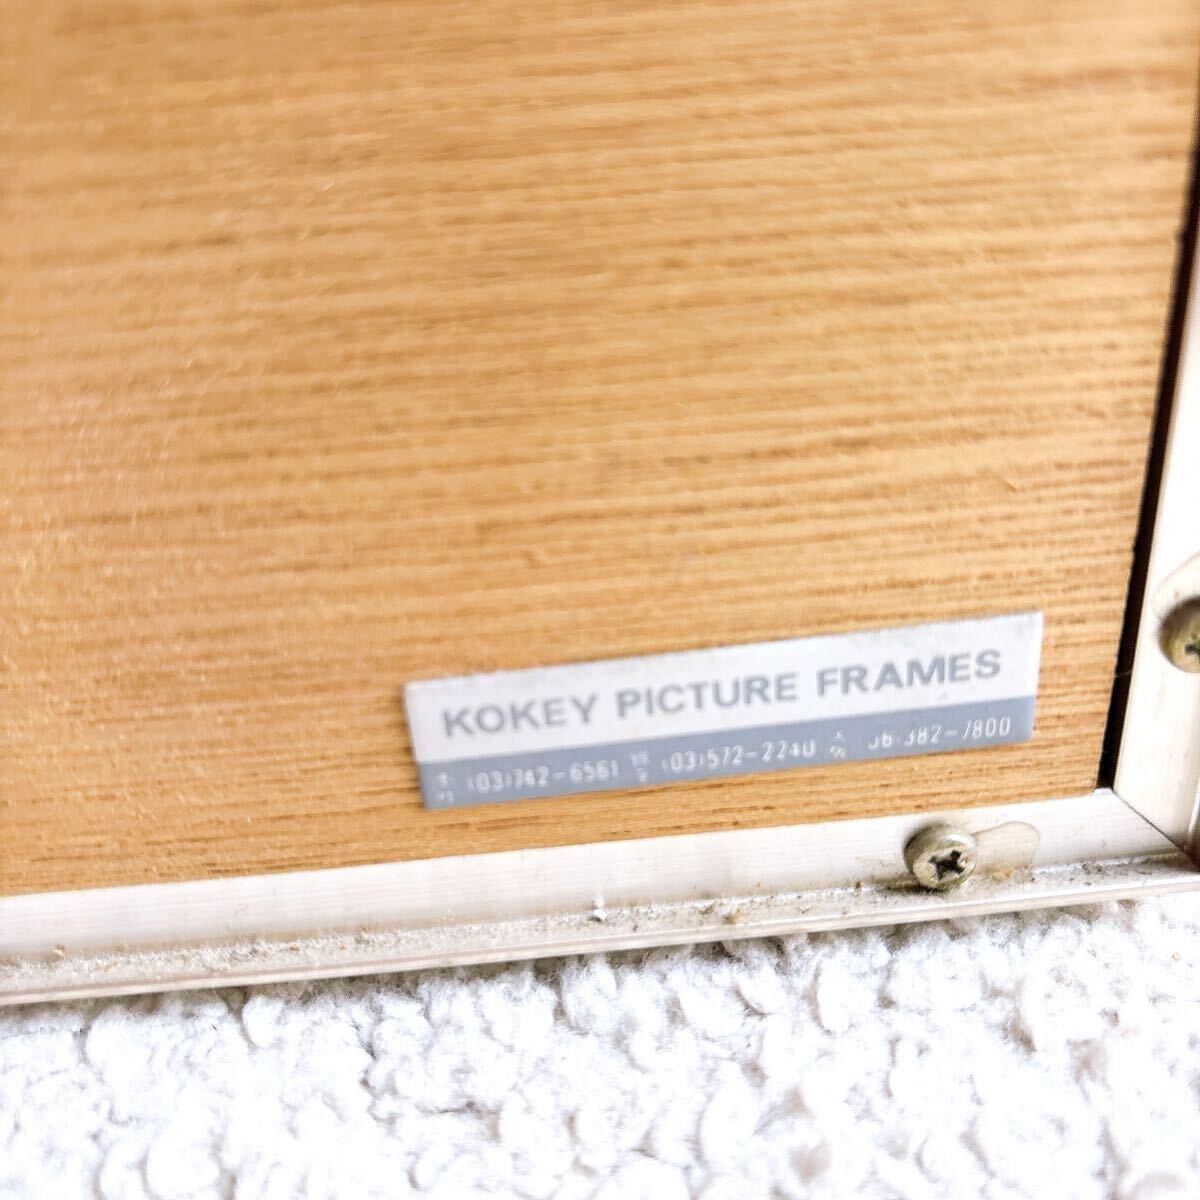 KOKEY PICTURE FRAMES
(03)742-6561 (03)572-2240 06・382-7800